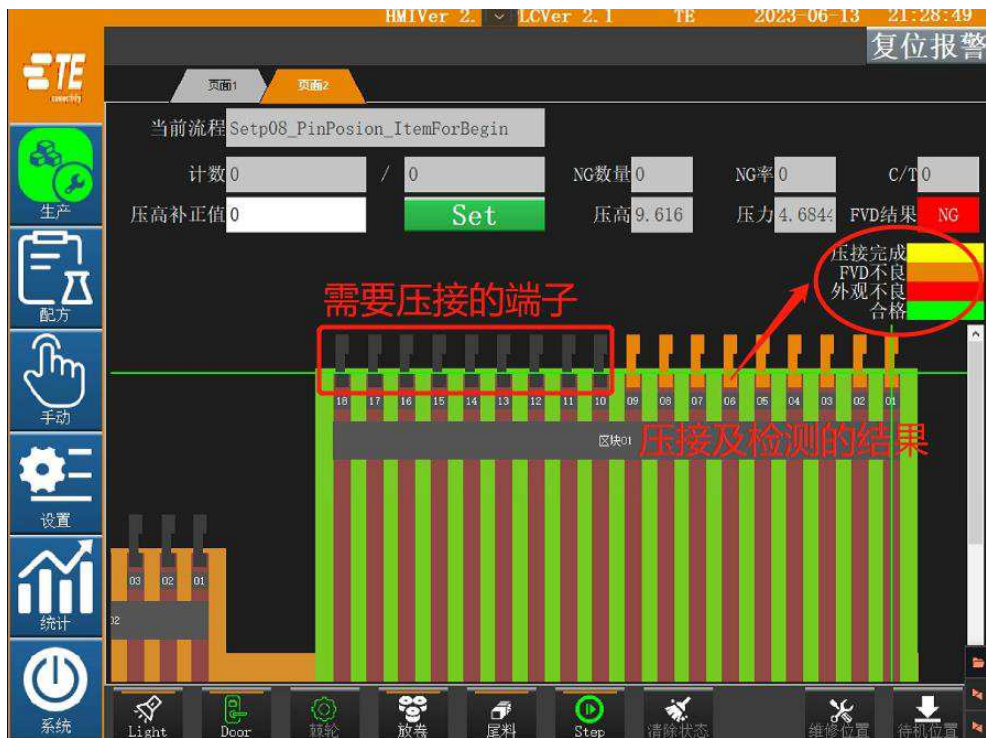 HMIVer 2. LCVer 2.1 TE 2023-06-13 21:28:49
复位报警
TE
connectivity
页面1 页面2
当前流程 Setp08_PinPosion_ItemForBegin
计数 0 / 0 NG数量 0 NG率 0 C/T 0
压高补正值 0 Set 压高 9.616 压力 4.6844 FVD结果 NG
压接完成
FVD不良
外观不良
合格
需要压接的端子
18 17 16 15 14 13 12 11 10 09 08 07 06 05 04 03 02 01
区块01
压接及检测的结果
03 02 01
02
生产
配方
手动
设置
统计
系统
Light Door 棘轮 放卷 尾料 Step 清除状态 维修位置 待机位置